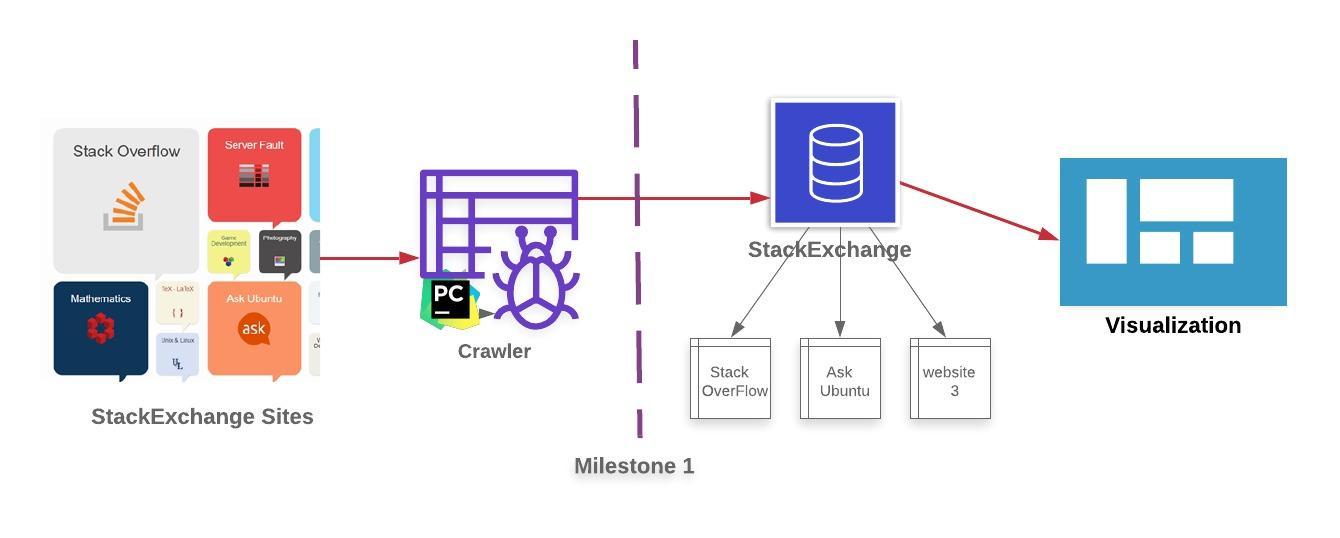 Stack Overflow
Server Fault
Game
Development
Photography
Mathematics
TeX - LaTeX
{ }
Ask Ubuntu
ask
Unix & Linux
UL
StackExchange Sites
PC
Crawler
Milestone 1
StackExchange
Stack
OverFlow
Ask
Ubuntu
website
3
Visualization